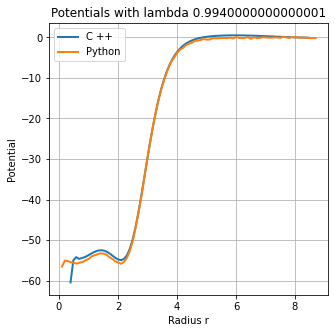 Potentials with lambda 0.9940000000000001
C ++
Python
0
−10
−20
−30
−40
−50
−60
Potential
0 2 4 6 8
Radius r